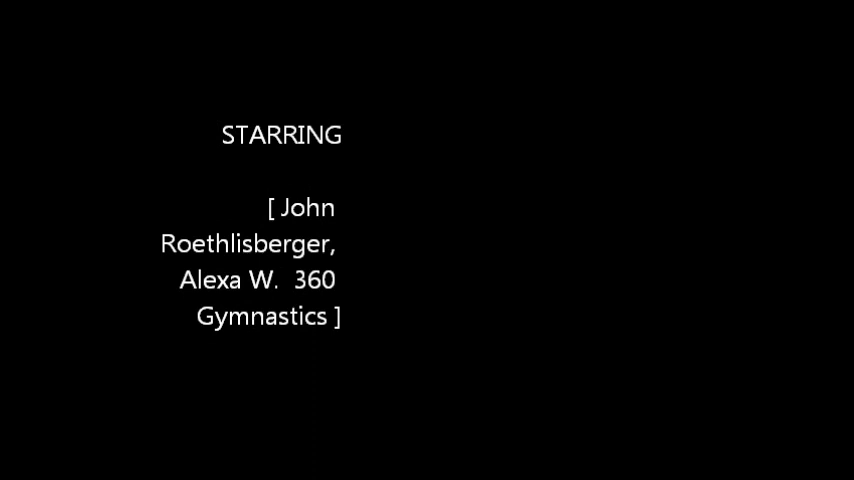 STARRING
[ John
Roethlisberger,
Alexa W.  360
Gymnastics ]